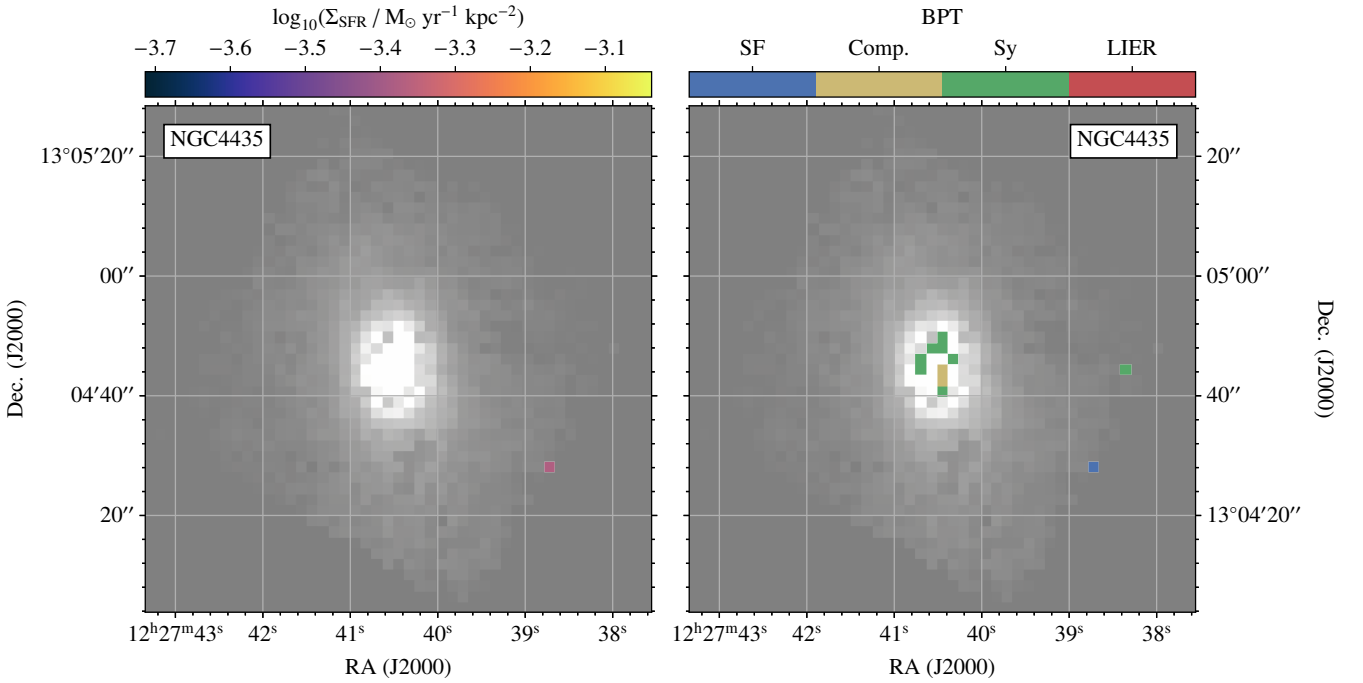 log₁₀(Σ_SFR / M⊙ yr⁻¹ kpc⁻²)
−3.7 −3.6 −3.5 −3.4 −3.3 −3.2 −3.1
NGC4435
13°05′20″
00″
04′40″
20″
Dec. (J2000)
12ʰ27ᵐ43ˢ 42ˢ 41ˢ 40ˢ 39ˢ 38ˢ
RA (J2000)
BPT
SF Comp. Sy LIER
NGC4435
20″
05′00″
40″
13°04′20″
Dec. (J2000)
12ʰ27ᵐ43ˢ 42ˢ 41ˢ 40ˢ 39ˢ 38ˢ
RA (J2000)